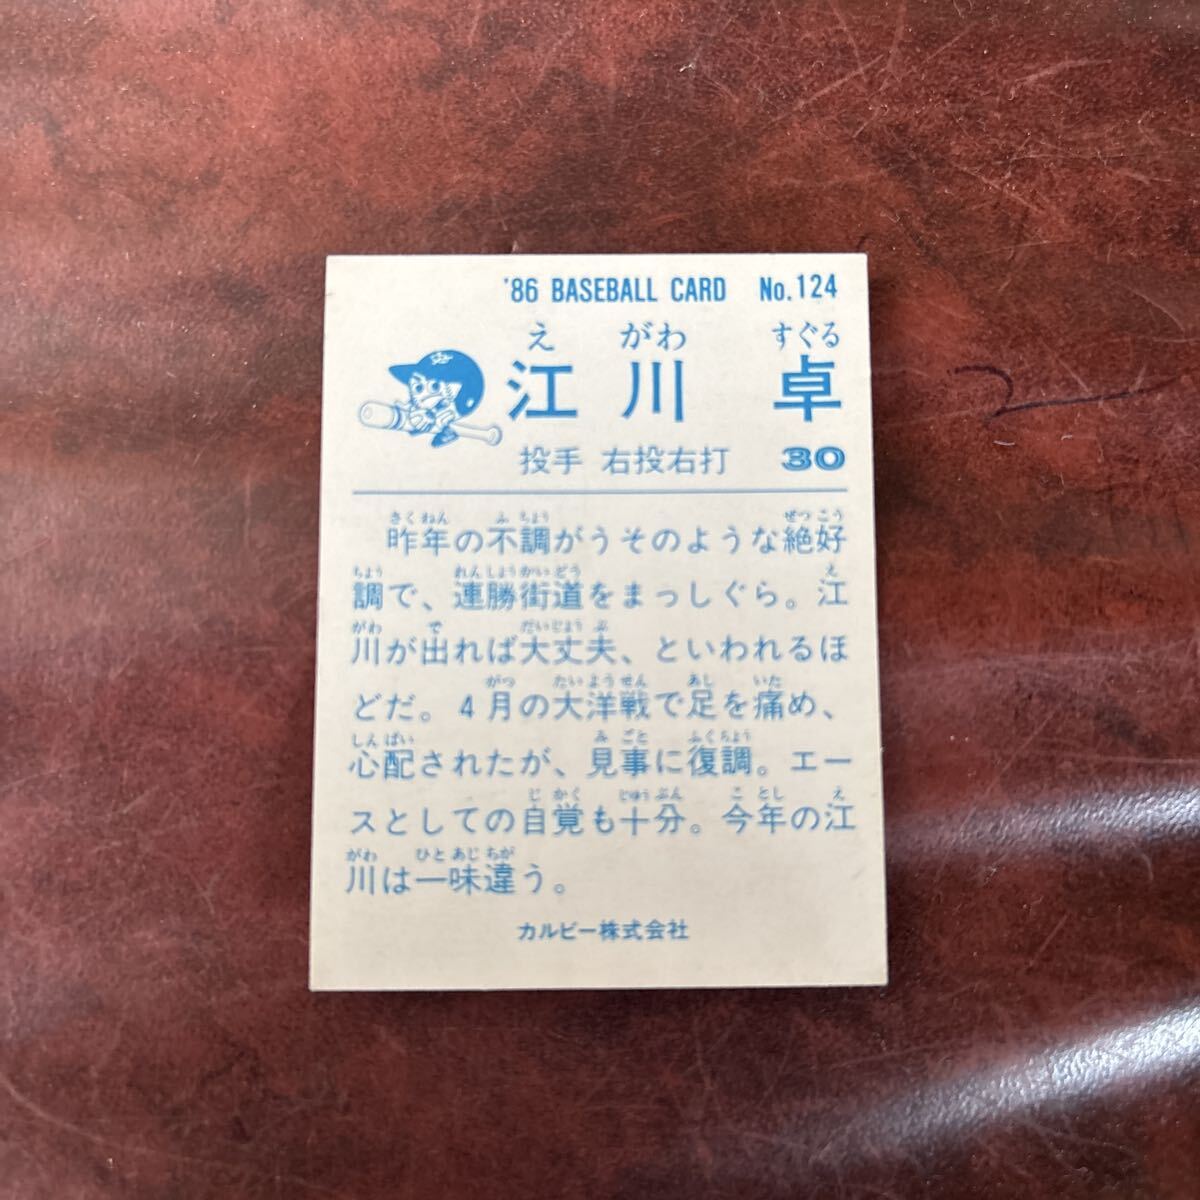 '86 BASEBALL CARD No.124
え がわ すぐる
江川 卓
投手 右投右打 30
さくねん ふちょう ぜっこう
昨年の不調がうそのような絶好
ちょう れんしょうかいどう え
調で、連勝街道をまっしぐら。江
がわ で だいじょうぶ
川が出れば大丈夫、といわれるほ
がつ たいようせん あし いた
どだ。4月の大洋戦で足を痛め、
しんぱい みごと ふくちょう
心配されたが、見事に復調。エー
じかく じゅうぶん ことし え
スとしての自覚も十分。今年の江
がわ ひとあじちが
川は一味違う。
カルビー株式会社